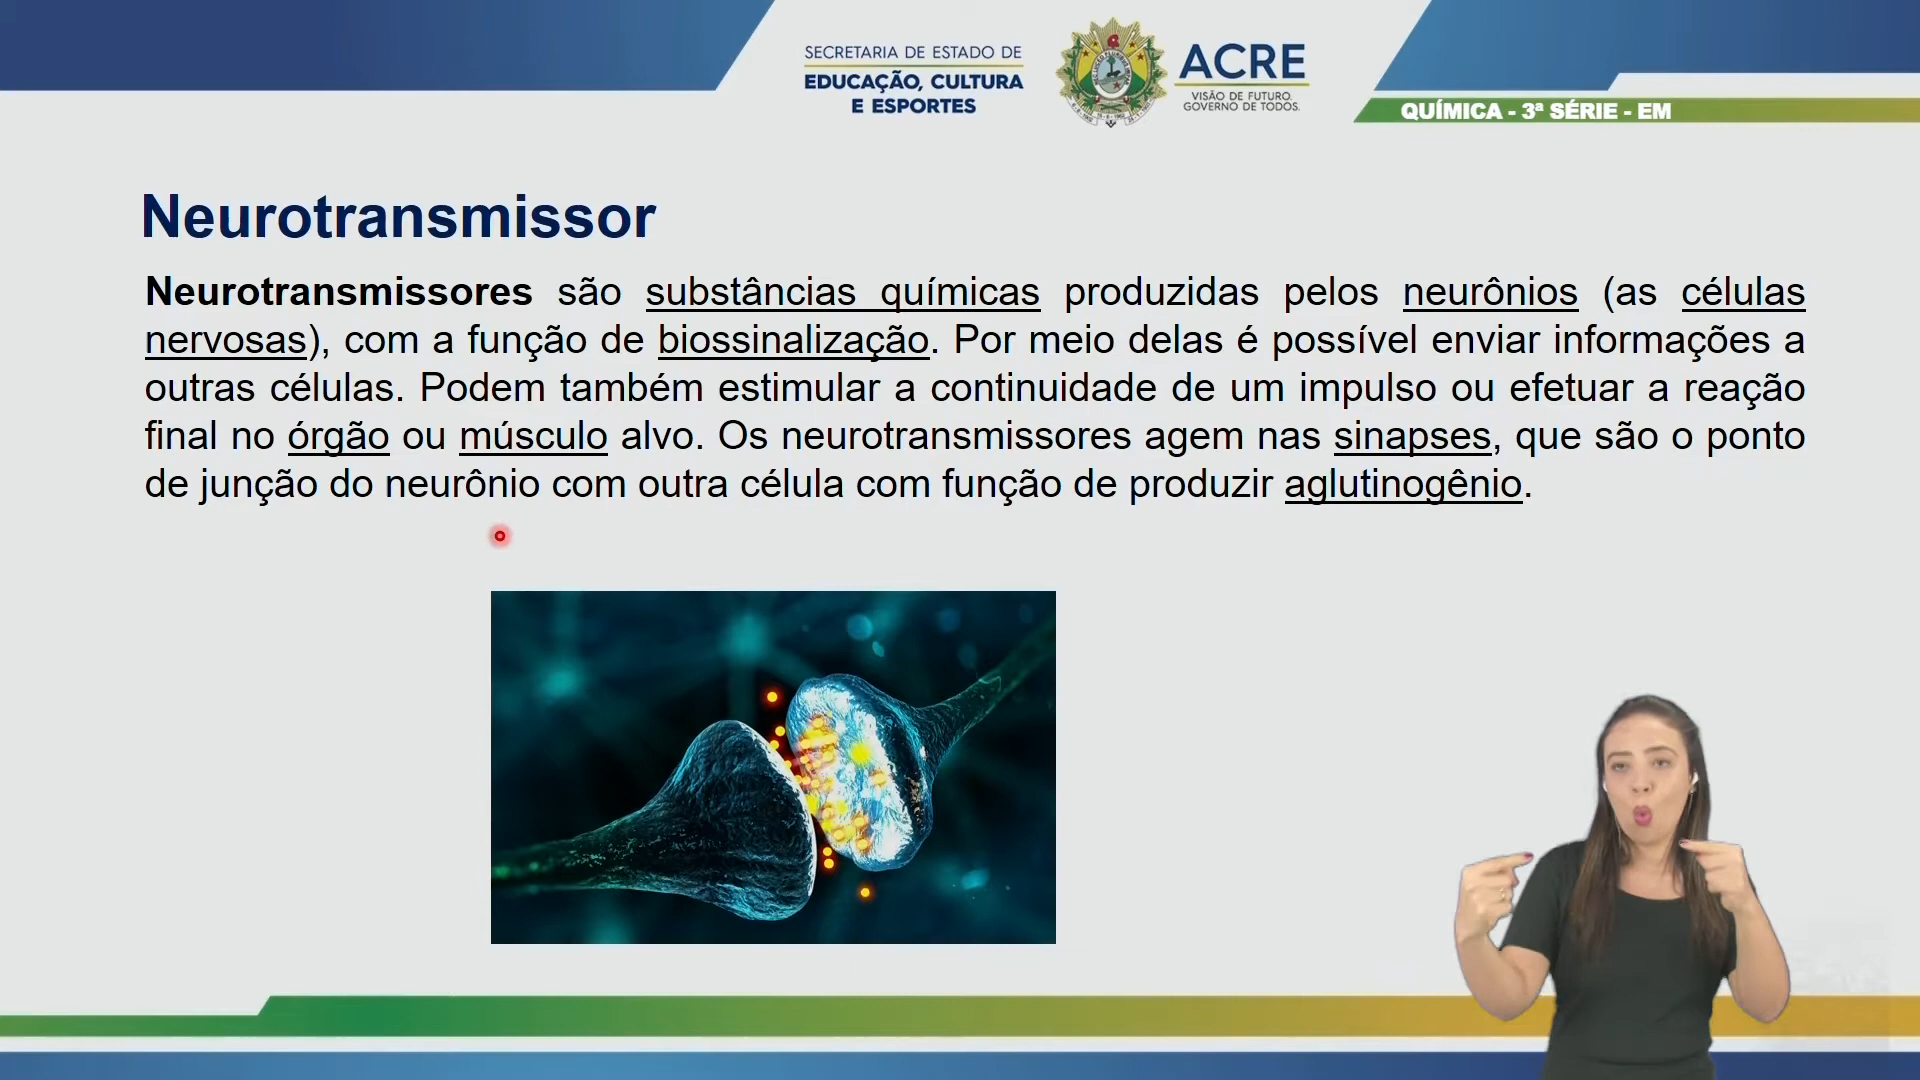 SECRETARIA DE ESTADO DE
EDUCAÇÃO, CULTURA
E ESPORTES
ACRE
VISÃO DE FUTURO.
GOVERNO DE TODOS.
QUÍMICA - 3ª SÉRIE - EM
Neurotransmissor
Neurotransmissores são substâncias químicas produzidas pelos neurônios (as células
nervosas), com a função de biossinalização. Por meio delas é possível enviar informações a
outras células. Podem também estimular a continuidade de um impulso ou efetuar a reação
final no órgão ou músculo alvo. Os neurotransmissores agem nas sinapses, que são o ponto
de junção do neurônio com outra célula com função de produzir aglutinogênio.